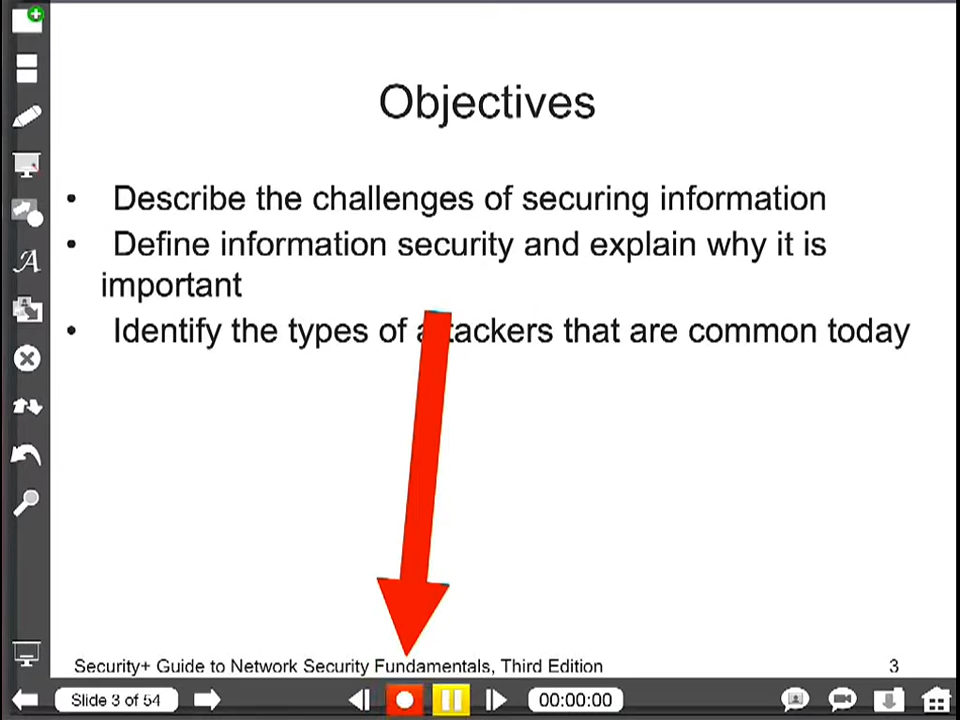 Objectives
• Describe the challenges of securing information
• Define information security and explain why it is
important
• Identify the types of attackers that are common today
Security+ Guide to Network Security Fundamentals, Third Edition
3
Slide 3 of 54
00:00:00